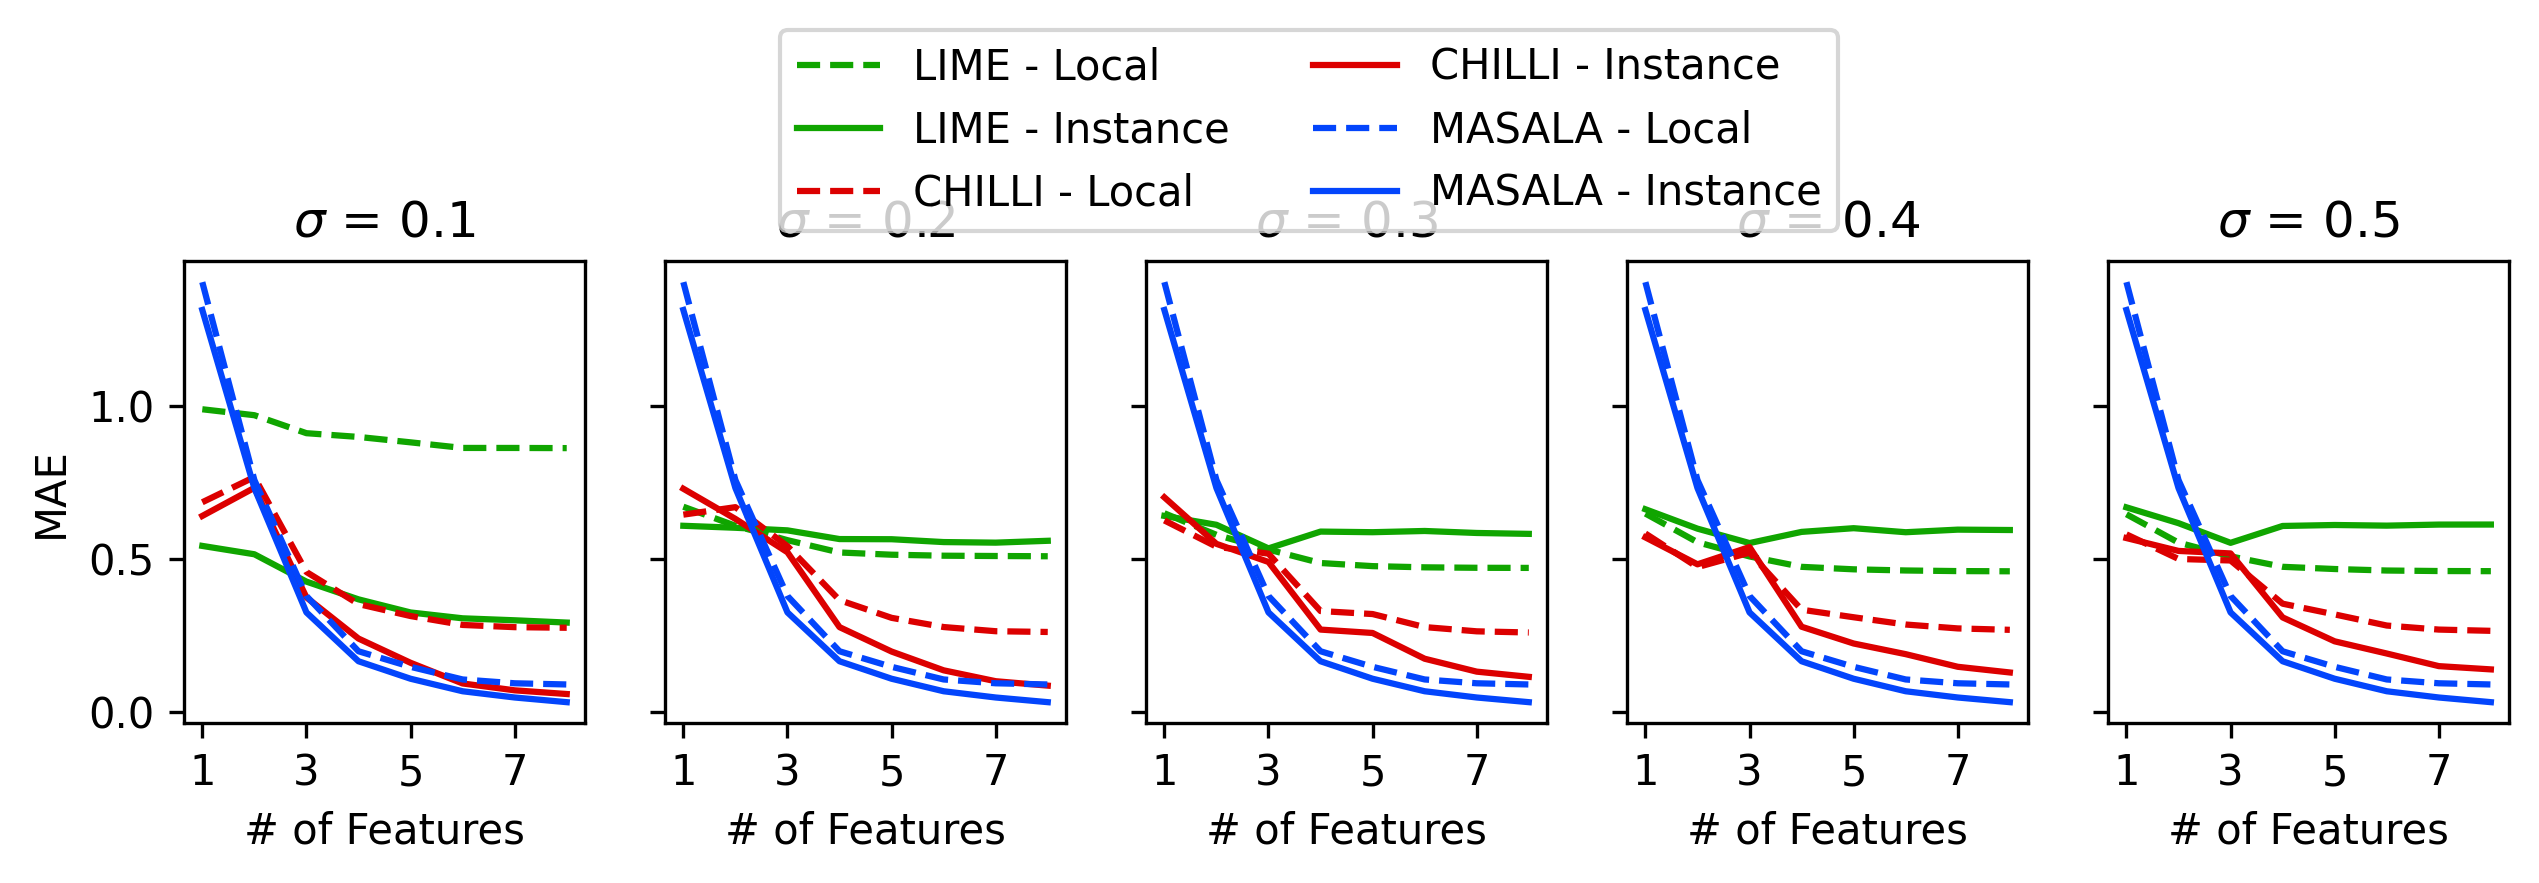 LIME - Local
LIME - Instance
CHILLI - Local
CHILLI - Instance
MASALA - Local
MASALA - Instance
σ = 0.1
σ = 0.2
σ = 0.3
σ = 0.4
σ = 0.5
MAE
1.0
0.5
0.0
1 3 5 7
1 3 5 7
1 3 5 7
1 3 5 7
1 3 5 7
# of Features
# of Features
# of Features
# of Features
# of Features